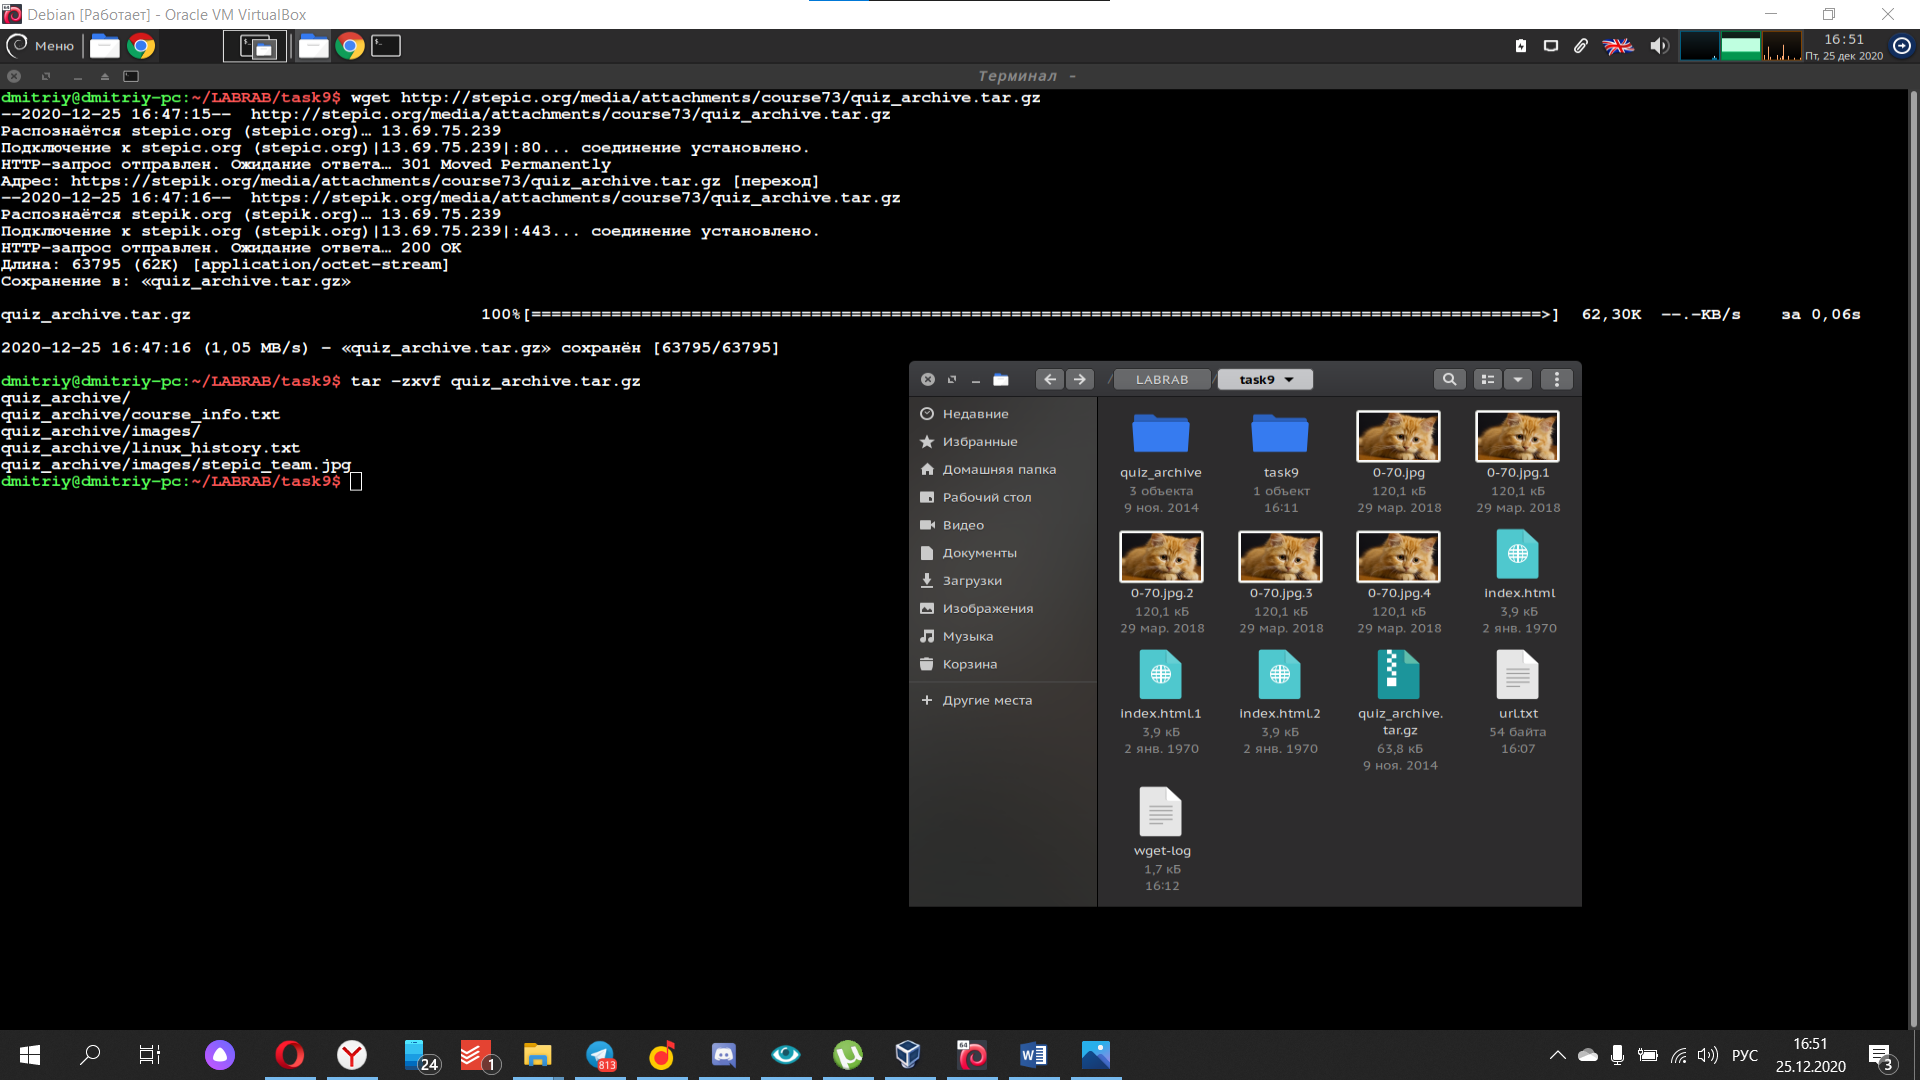 Debian [Работает] - Oracle VM VirtualBox
Меню
16:51
Пт, 25 дек 2020
Терминал -
dmitriy@dmitriy-pc:~/LABRAB/task9$ wget http://stepic.org/media/attachments/course73/quiz_archive.tar.gz
--2020-12-25 16:47:15--  http://stepic.org/media/attachments/course73/quiz_archive.tar.gz
Распознаётся stepic.org (stepic.org)… 13.69.75.239
Подключение к stepic.org (stepic.org)|13.69.75.239|:80... соединение установлено.
HTTP-запрос отправлен. Ожидание ответа… 301 Moved Permanently
Адрес: https://stepik.org/media/attachments/course73/quiz_archive.tar.gz [переход]
--2020-12-25 16:47:16--  https://stepik.org/media/attachments/course73/quiz_archive.tar.gz
Распознаётся stepik.org (stepik.org)… 13.69.75.239
Подключение к stepik.org (stepik.org)|13.69.75.239|:443... соединение установлено.
HTTP-запрос отправлен. Ожидание ответа… 200 OK
Длина: 63795 (62K) [application/octet-stream]
Сохранение в: «quiz_archive.tar.gz»
quiz_archive.tar.gz 100%[=====================================================================================================>] 62,30K --.-KB/s за 0,06s
2020-12-25 16:47:16 (1,05 MB/s) - «quiz_archive.tar.gz» сохранён [63795/63795]
dmitriy@dmitriy-pc:~/LABRAB/task9$ tar -zxvf quiz_archive.tar.gz
quiz_archive/
quiz_archive/course_info.txt
quiz_archive/images/
quiz_archive/linux_history.txt
quiz_archive/images/stepic_team.jpg
dmitriy@dmitriy-pc:~/LABRAB/task9$
LABRAB task9
Недавние
Избранные
Домашняя папка
Рабочий стол
Видео
Документы
Загрузки
Изображения
Музыка
Корзина
Другие места
quiz_archive task9 0-70.jpg 0-70.jpg.1
3 объекта 1 объект 120,1 кБ 120,1 кБ
9 ноя. 2014 16:11 29 мар. 2018 29 мар. 2018
0-70.jpg.2 0-70.jpg.3 0-70.jpg.4 index.html
120,1 кБ 120,1 кБ 120,1 кБ 3,9 кБ
29 мар. 2018 29 мар. 2018 29 мар. 2018 2 янв. 1970
index.html.1 index.html.2 quiz_archive. url.txt
3,9 кБ 3,9 кБ tar.gz 54 байта
2 янв. 1970 2 янв. 1970 63,8 кБ 16:07
9 ноя. 2014
wget-log
1,7 кБ
16:12
24
1
813
64
РУС
16:51
25.12.2020
3